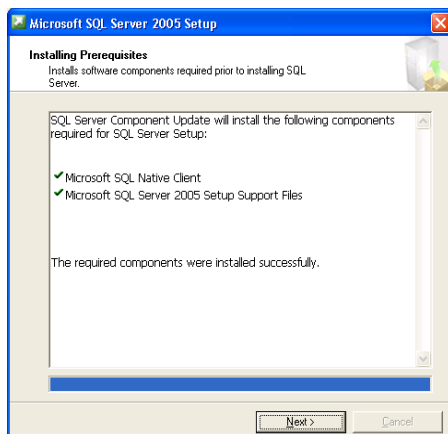 Microsoft SQL Server 2005 Setup
Installing Prerequisites
Installs software components required prior to installing SQL
Server.
SQL Server Component Update will install the following components
required for SQL Server Setup:
Microsoft SQL Native Client
Microsoft SQL Server 2005 Setup Support Files
The required components were installed successfully.
Next >
Cancel